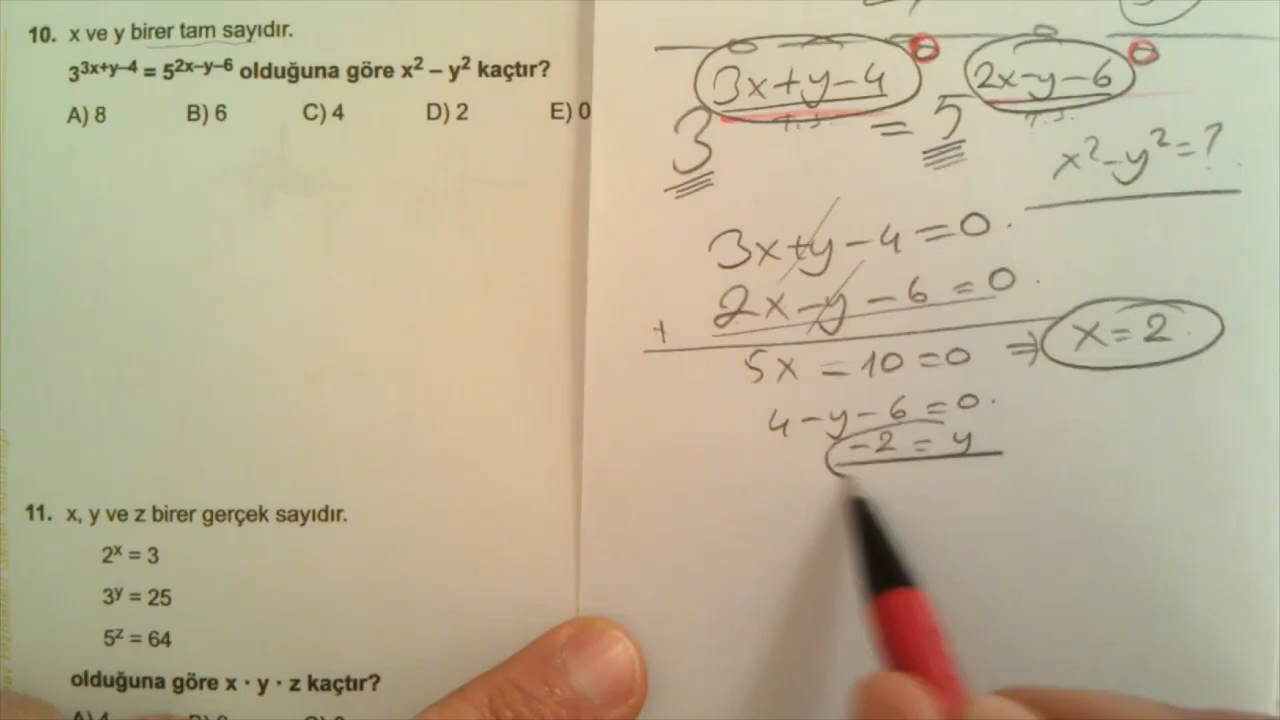 10. x ve y birer tam sayıdır.
3^{3x+y–4} = 5^{2x–y–6} olduğuna göre x² – y² kaçtır?
A) 8 B) 6 C) 4 D) 2 E) 0
11. x, y ve z birer gerçek sayıdır.
2^x = 3
3^y = 25
5^z = 64
olduğuna göre x · y · z kaçtır?
3^{3x+y–4} = 5^{2x–y–6}
0 0
T.S. T.S.
x² – y² = ?
3x+y–4=0.
2x–y–6=0.
+
5x–10=0 ⇒ x=2
4–y–6=0.
–2=y